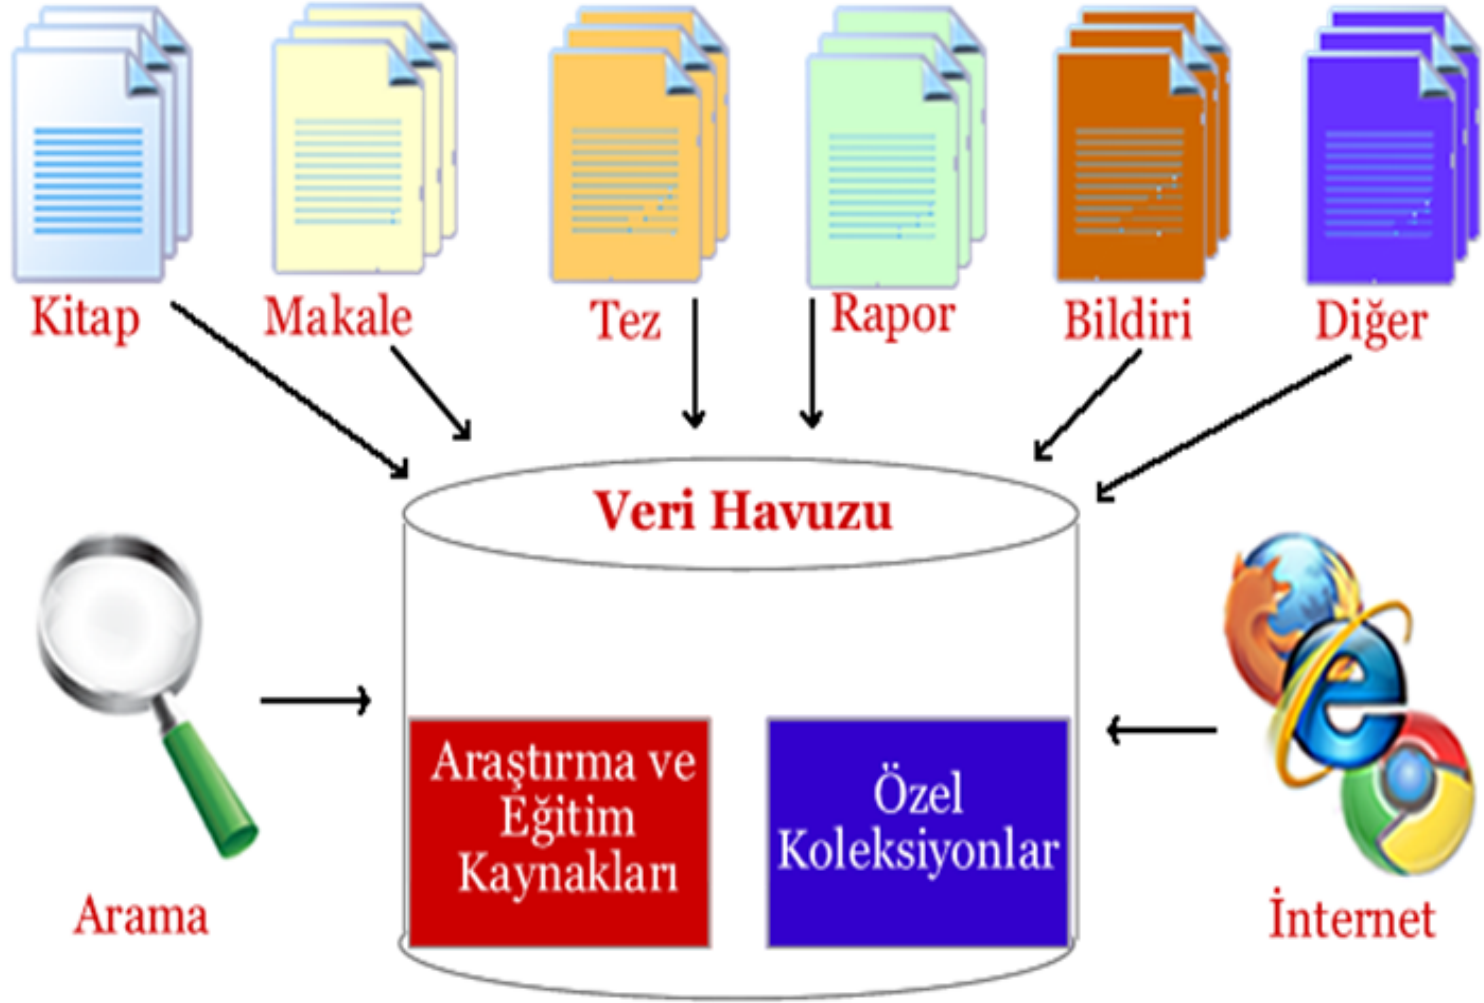 Kitap
Makale
Tez
Rapor
Bildiri
Diğer
Veri Havuzu
Araştırma ve
Eğitim
Kaynakları
Özel
Koleksiyonlar
Arama
İnternet